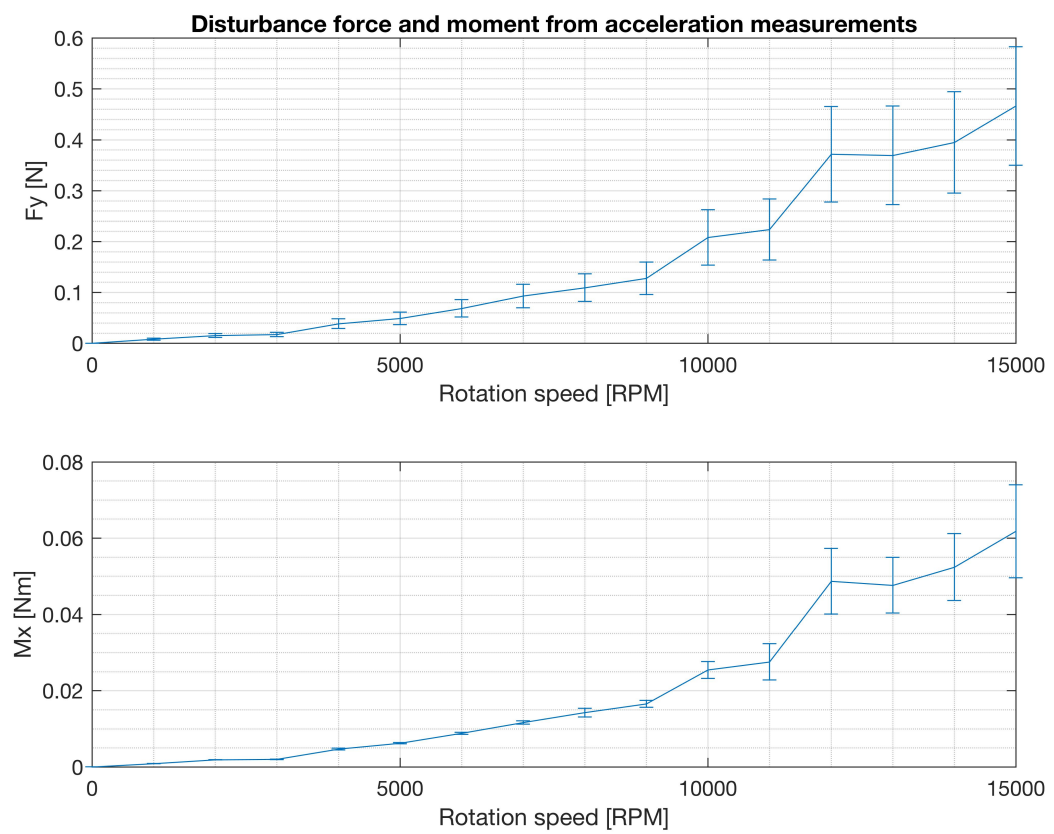 Disturbance force and moment from acceleration measurements
0.6
0.5
0.4
0.3
0.2
0.1
0
Fy [N]
0 5000 10000 15000
Rotation speed [RPM]
0.08
0.06
0.04
0.02
0
Mx [Nm]
0 5000 10000 15000
Rotation speed [RPM]